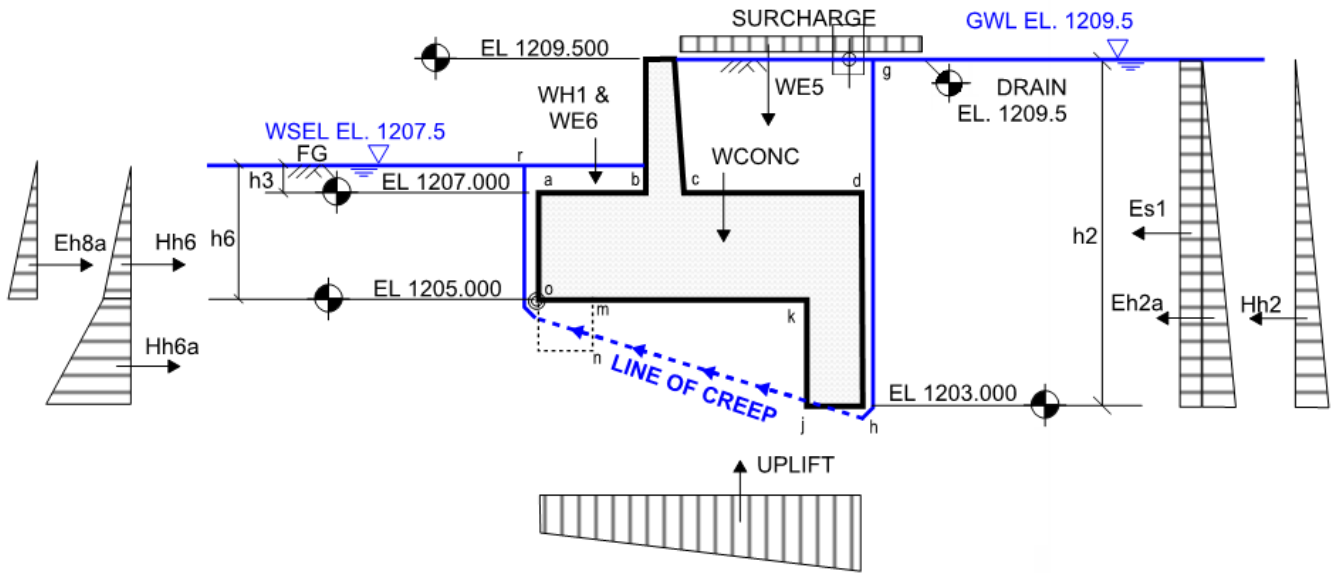 SURCHARGE
GWL EL. 1209.5
EL 1209.500
g
WE5
DRAIN
EL. 1209.5
WH1 &
WE6
WSEL EL. 1207.5
FG
r
WCONC
h3
EL 1207.000
a
b
c
d
Es1
h2
Eh8a
Hh6
h6
EL 1205.000
o
m
k
Eh2a
Hh2
Hh6a
n
LINE OF CREEP
EL 1203.000
j
h
UPLIFT